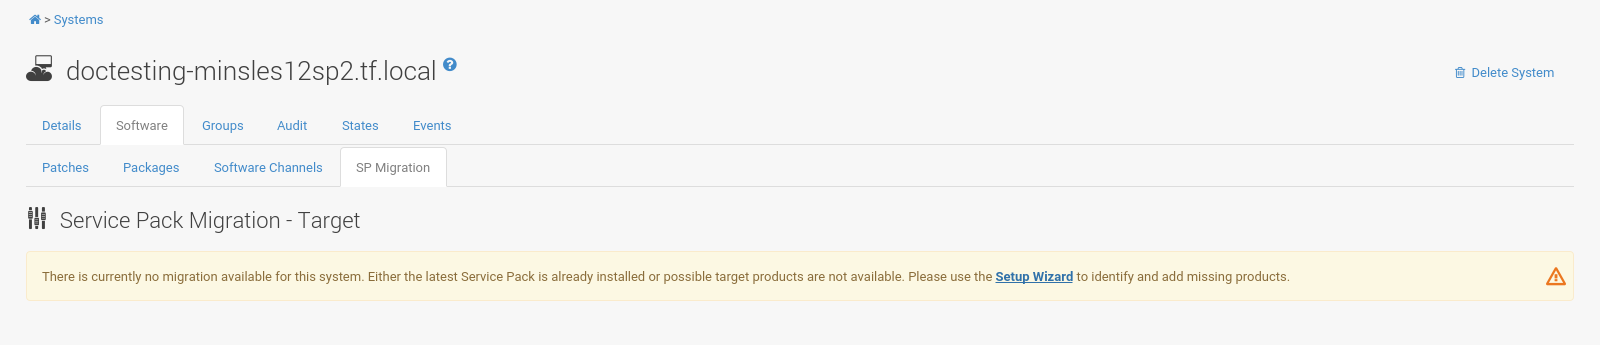 > Systems
doctesting-minsles12sp2.tf.local ?
Delete System
Details Software Groups Audit States Events
Patches Packages Software Channels SP Migration
Service Pack Migration - Target
There is currently no migration available for this system. Either the latest Service Pack is already installed or possible target products are not available. Please use the Setup Wizard to identify and add missing products.